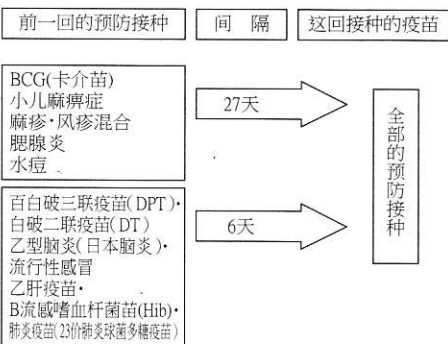 前一回的预防接种
间 隔
这回接种的疫苗
BCG(卡介苗)
小儿麻痹症
麻疹·风疹混合
腮腺炎
水痘
27天
百白破三联疫苗(DPT)·
白破二联疫苗(DT)
乙型脑炎(日本脑炎)·
流行性感冒
乙肝疫苗·
B流感嗜血杆菌苗(Hib)·
肺炎疫苗(23价肺炎球菌多糖疫苗)
6天
全部的预防接种